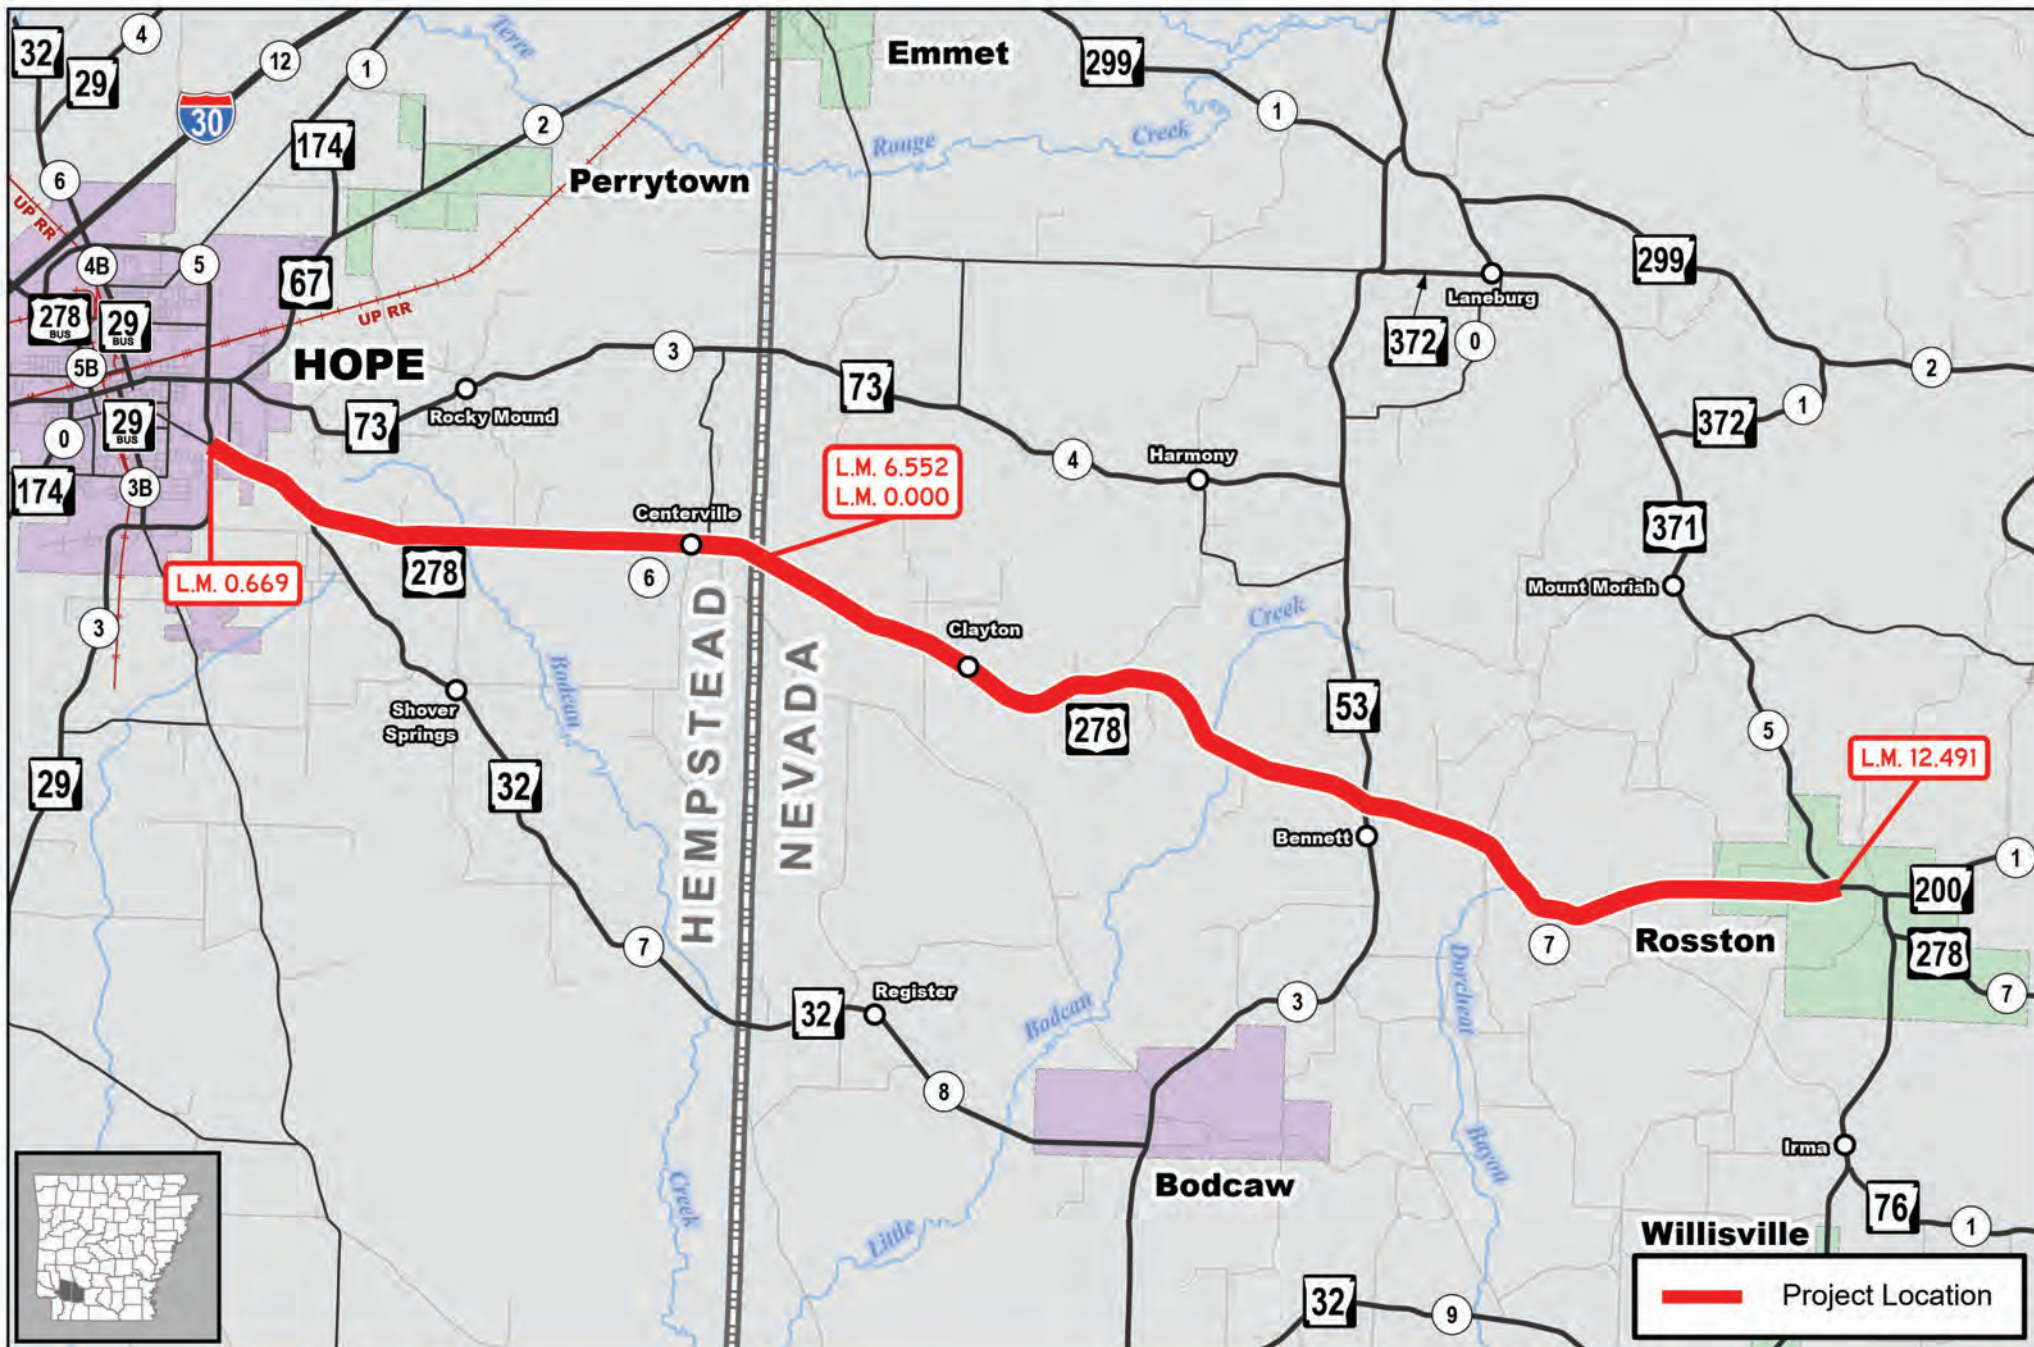 32
29
4
12
1
30
174
2
Terre
Rouge
Creek
Emmet
299
1
Perrytown
6
UP RR
4B
5
67
278
BUS
29
BUS
UP RR
5B
HOPE
0
29
BUS
3B
174
73
Rocky Mound
3
73
4
Harmony
Laneburg
372
0
299
2
1
372
371
L.M. 6.552
L.M. 0.000
Centerville
6
278
L.M. 0.669
3
29
Shover
Springs
32
Bodcau
HEMPSTEAD
NEVADA
Clayton
278
Creek
53
Mount Moriah
5
L.M. 12.491
Bennett
200
1
Rosston
278
7
7
Dorcheat
Bayou
7
32
Register
8
Bodcau
Little
Creek
3
Bodcaw
Irma
76
1
Willisville
32
9
Project Location